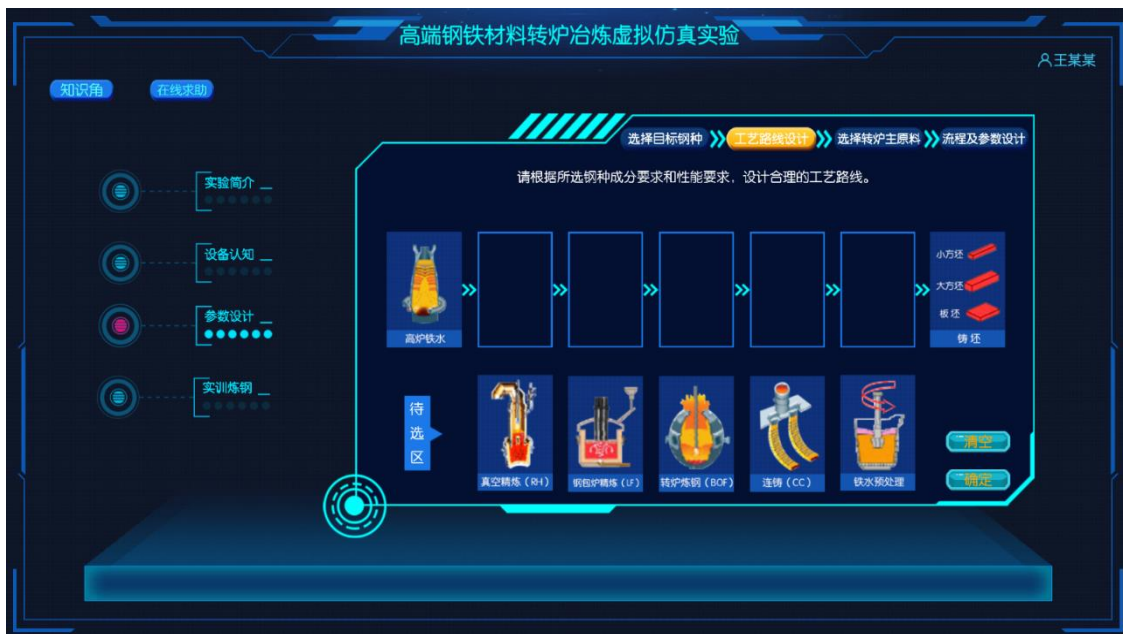 高端钢铁材料转炉冶炼虚拟仿真实验
王某某
知识角
在线求助
选择目标钢种
工艺路线设计
选择转炉主原料
流程及参数设计
请根据所选钢种成分要求和性能要求，设计合理的工艺路线。
实验简介
设备认知
参数设计
实训炼钢
高炉铁水
小方坯
大方坯
板坯
铸坯
待选区
真空精炼（RH）
钢包炉精炼（LF）
转炉炼钢（BOF）
连铸（CC）
铁水预处理
清空
确定